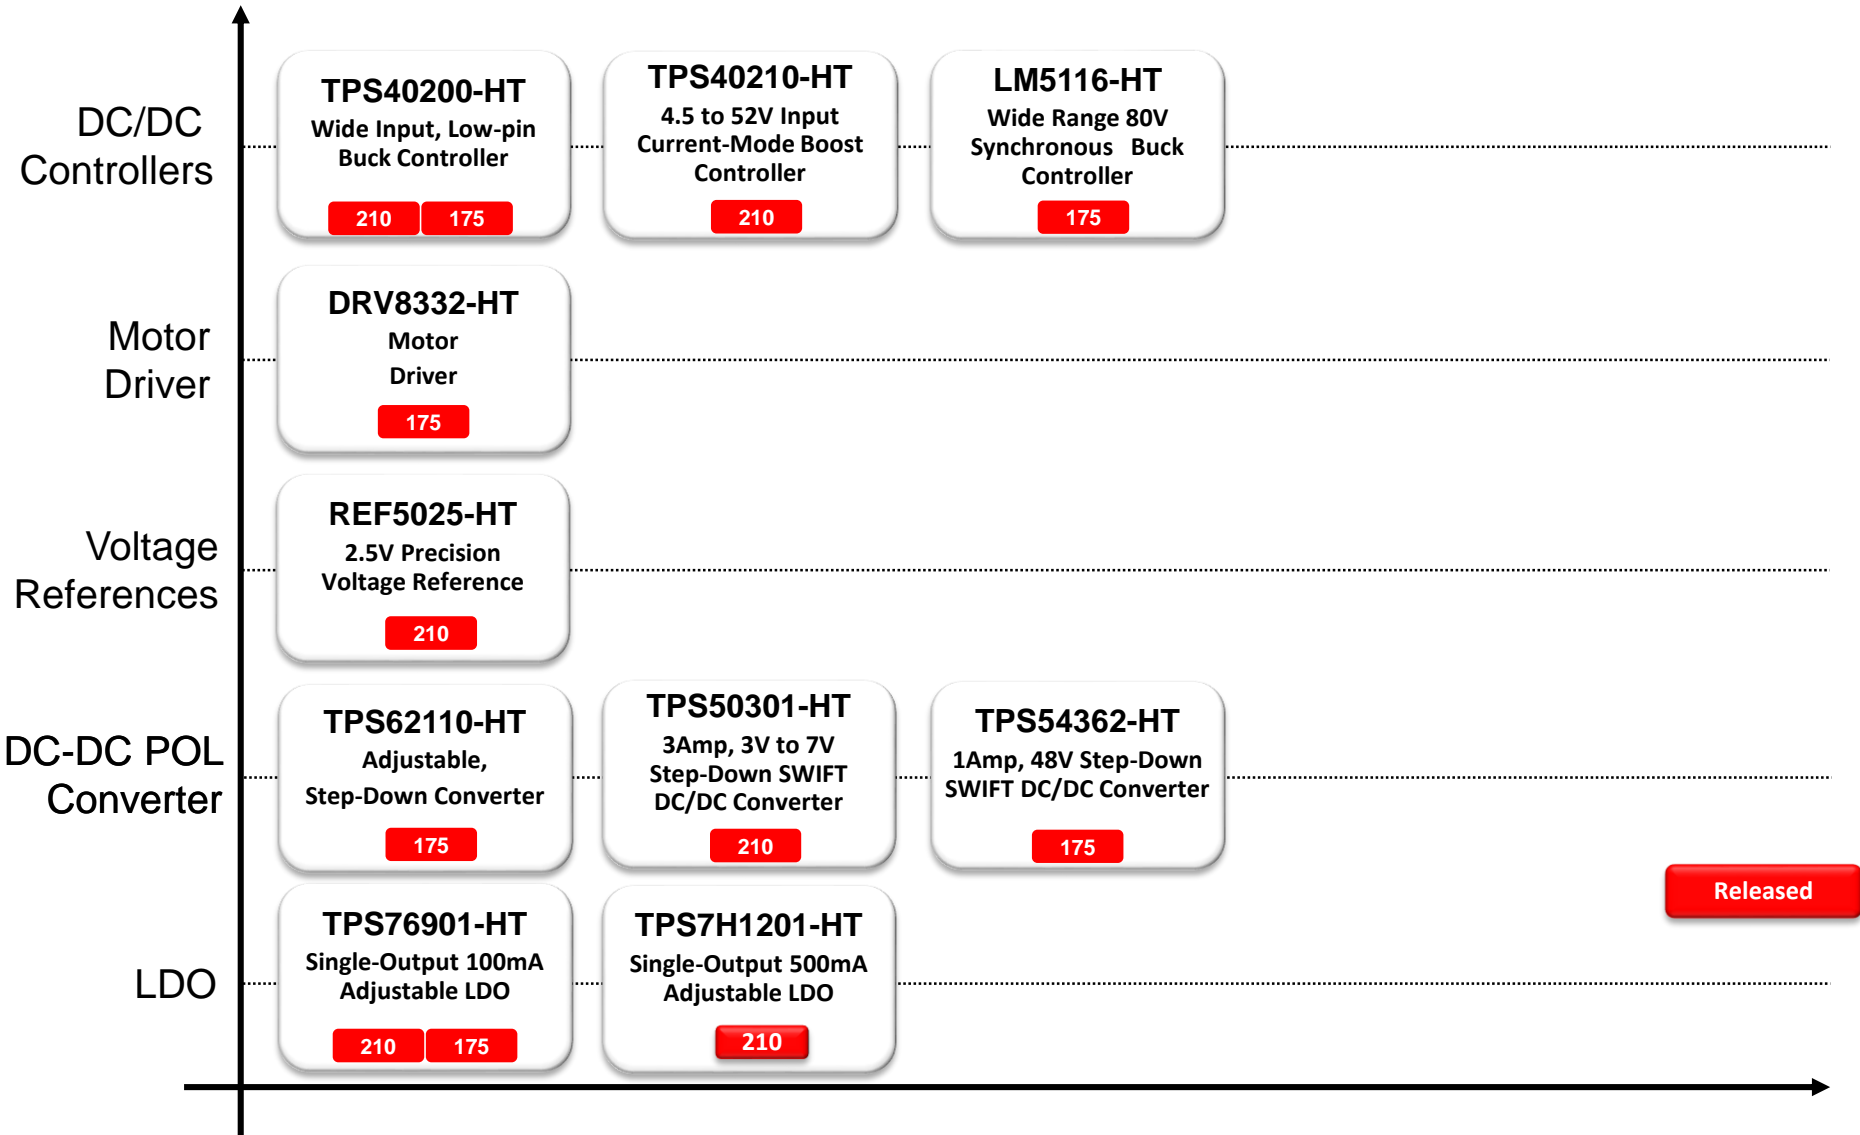 DC/DC
Controllers
TPS40200-HT
Wide Input, Low-pin
Buck Controller
210 175
TPS40210-HT
4.5 to 52V Input
Current-Mode Boost
Controller
210
LM5116-HT
Wide Range 80V
Synchronous Buck
Controller
175
Motor
Driver
DRV8332-HT
Motor
Driver
175
Voltage
References
REF5025-HT
2.5V Precision
Voltage Reference
210
DC-DC POL
Converter
TPS62110-HT
Adjustable,
Step-Down Converter
175
TPS50301-HT
3Amp, 3V to 7V
Step-Down SWIFT
DC/DC Converter
210
TPS54362-HT
1Amp, 48V Step-Down
SWIFT DC/DC Converter
175
Released
LDO
TPS76901-HT
Single-Output 100mA
Adjustable LDO
210 175
TPS7H1201-HT
Single-Output 500mA
Adjustable LDO
210